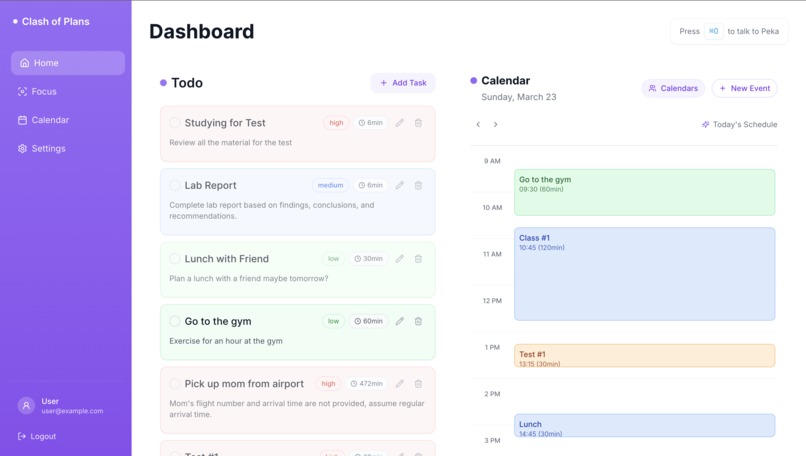 Clash of Plans
Home
Focus
Calendar
Settings
User
user@example.com
Logout
Dashboard
Press ⌘O to talk to Peka
Todo
+ Add Task
Studying for Test high 6min
Review all the material for the test
Lab Report medium 6min
Complete lab report based on findings, conclusions, and
recommendations.
Lunch with Friend low 30min
Plan a lunch with a friend maybe tomorrow?
Go to the gym low 60min
Exercise for an hour at the gym
Pick up mom from airport high 472min
Mom's flight number and arrival time are not provided, assume regular
arrival time.
Test #1
Calendar
Sunday, March 23
Calendars
+ New Event
Today's Schedule
9 AM
Go to the gym
09:30 (60min)
10 AM
Class #1
10:45 (120min)
11 AM
12 PM
1 PM
Test #1
13:15 (30min)
2 PM
Lunch
14:45 (30min)
3 PM